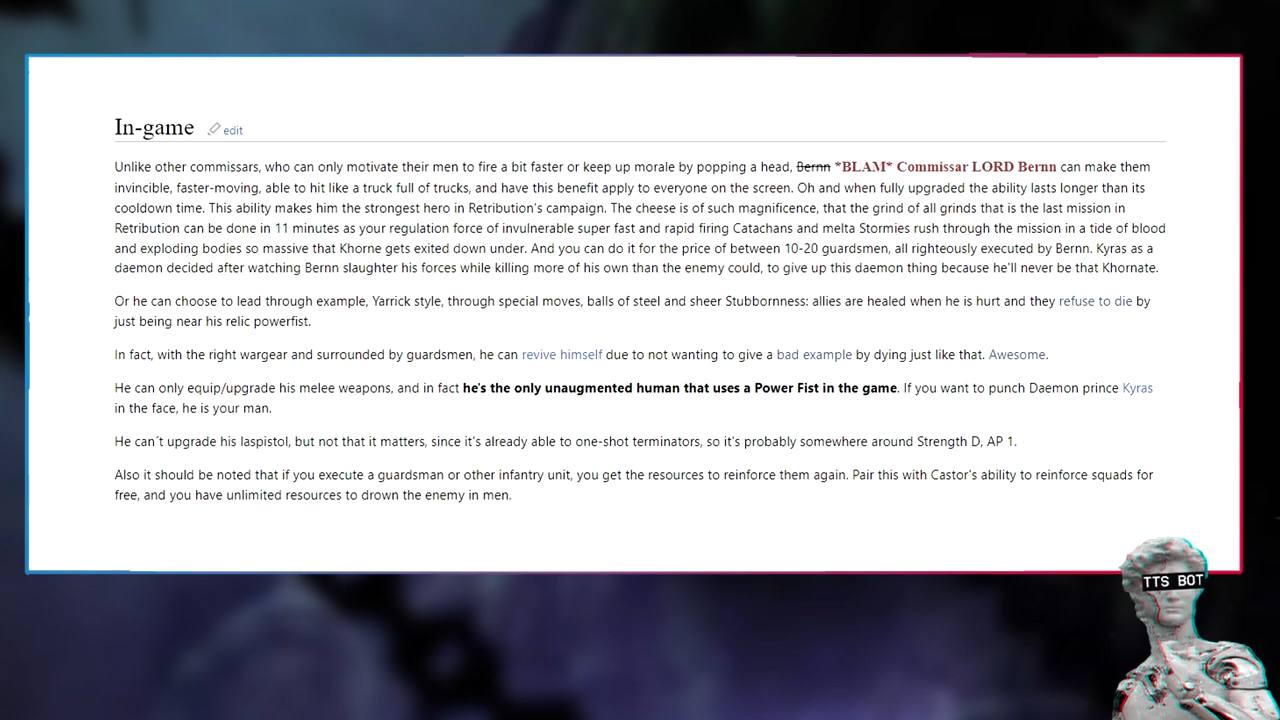 In-game edit
Unlike other commissars, who can only motivate their men to fire a bit faster or keep up morale by popping a head, Bernn *BLAM* Commissar LORD Bernn can make them
invincible, faster-moving, able to hit like a truck full of trucks, and have this benefit apply to everyone on the screen. Oh and when fully upgraded the ability lasts longer than its
cooldown time. This ability makes him the strongest hero in Retribution's campaign. The cheese is of such magnificence, that the grind of all grinds that is the last mission in
Retribution can be done in 11 minutes as your regulation force of invulnerable super fast and rapid firing Catachans and melta Stormies rush through the mission in a tide of blood
and exploding bodies so massive that Khorne gets exited down under. And you can do it for the price of between 10-20 guardsmen, all righteously executed by Bernn. Kyras as a
daemon decided after watching Bernn slaughter his forces while killing more of his own than the enemy could, to give up this daemon thing because he'll never be that Khornate.
Or he can choose to lead through example, Yarrick style, through special moves, balls of steel and sheer Stubbornness: allies are healed when he is hurt and they refuse to die by
just being near his relic powerfist.
In fact, with the right wargear and surrounded by guardsmen, he can revive himself due to not wanting to give a bad example by dying just like that. Awesome.
He can only equip/upgrade his melee weapons, and in fact he's the only unaugmented human that uses a Power Fist in the game. If you want to punch Daemon prince Kyras
in the face, he is your man.
He can´t upgrade his laspistol, but not that it matters, since it's already able to one-shot terminators, so it's probably somewhere around Strength D, AP 1.
Also it should be noted that if you execute a guardsman or other infantry unit, you get the resources to reinforce them again. Pair this with Castor's ability to reinforce squads for
free, and you have unlimited resources to drown the enemy in men.
TTS BOT